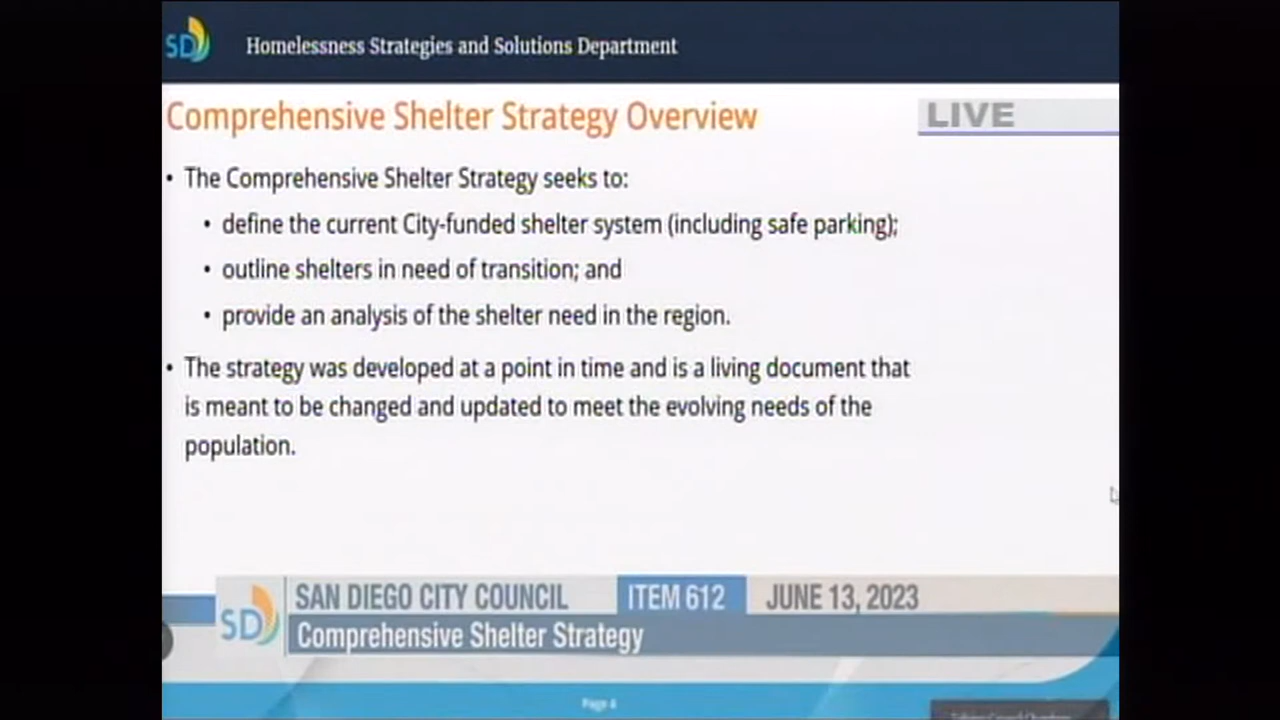 SD Homelessness Strategies and Solutions Department
Comprehensive Shelter Strategy Overview
LIVE
• The Comprehensive Shelter Strategy seeks to:
• define the current City-funded shelter system (including safe parking);
• outline shelters in need of transition; and
• provide an analysis of the shelter need in the region.
• The strategy was developed at a point in time and is a living document that
is meant to be changed and updated to meet the evolving needs of the
population.
SD
SAN DIEGO CITY COUNCIL ITEM 612 JUNE 13, 2023
Comprehensive Shelter Strategy
Page